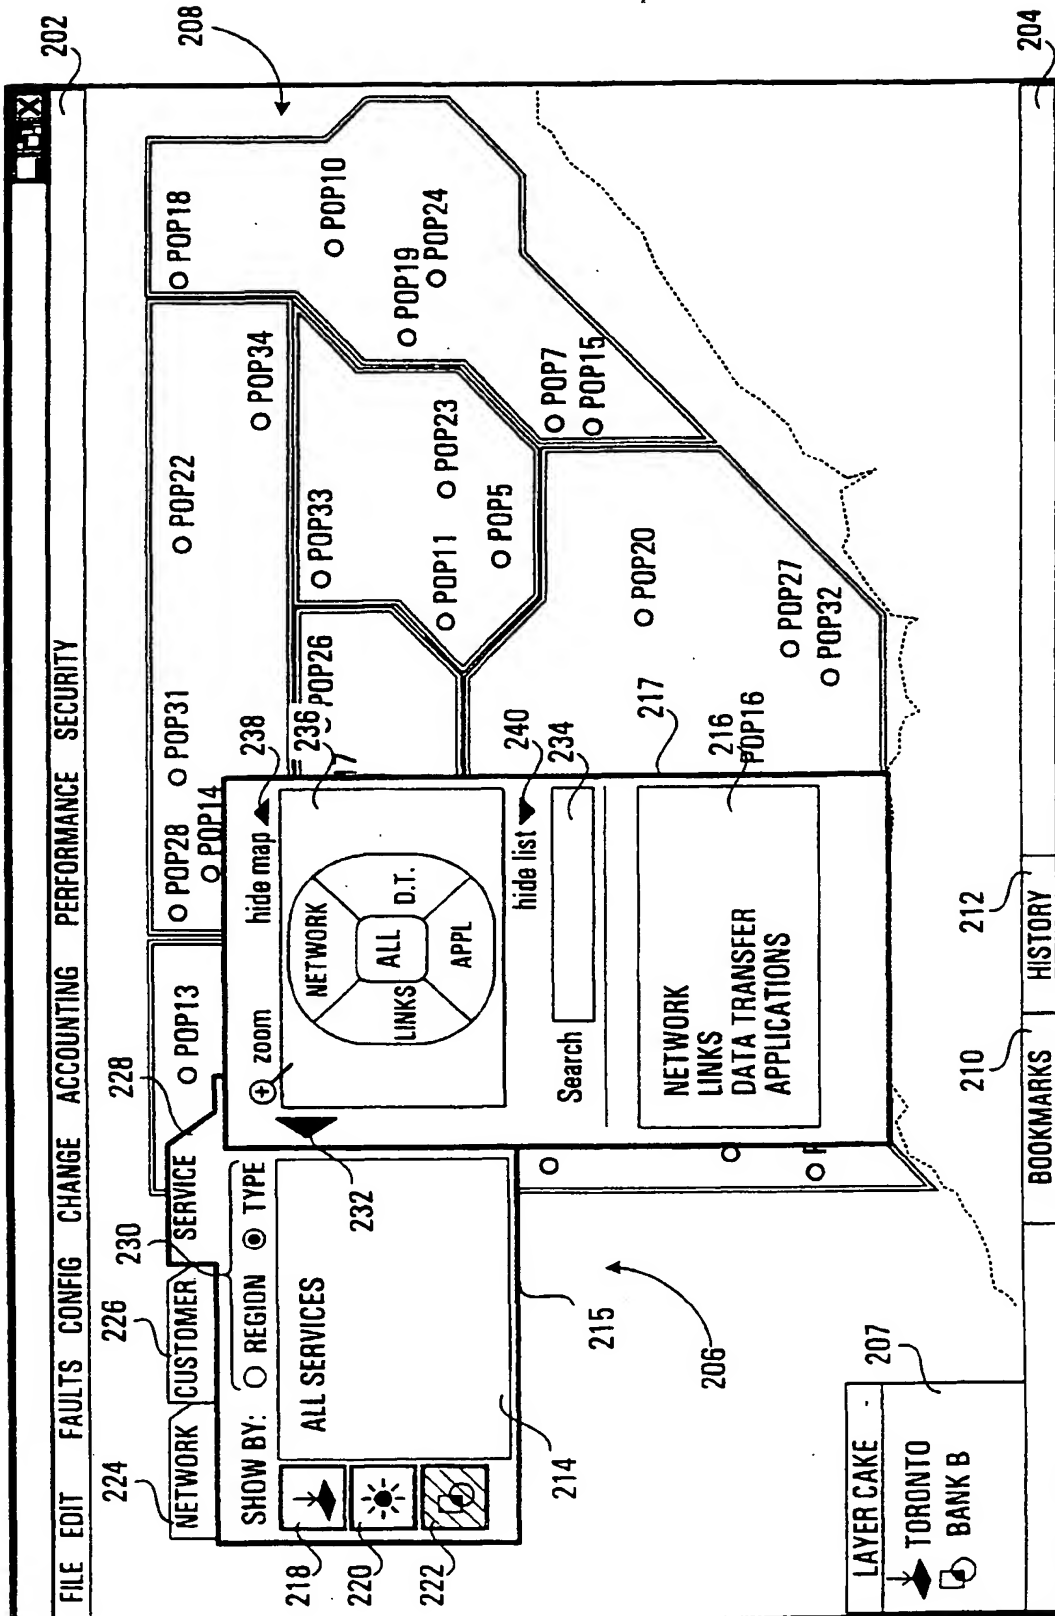 202
FILE EDIT FAULTS CONFIG CHANGE ACCOUNTING PERFORMANCE SECURITY
208
224
226
230
228
NETWORK
CUSTOMER
SERVICE
POP13
POP28
POP14
POP31
POP22
POP34
POP18
POP10
POP19
POP24
POP33
POP26
POP11
POP23
POP5
POP7
POP15
POP20
POP27
POP32
POP16
SHOW BY: REGION TYPE
ALL SERVICES
218
220
222
214
232
215
206
zoom
hide map
238
236
7
NETWORK
LINKS
ALL
D.T.
APPL
hide list
240
Search
234
217
216
NETWORK
LINKS
DATA TRANSFER
APPLICATIONS
207
LAYER CAKE
TORONTO
BANK B
210
212
BOOKMARKS
HISTORY
204